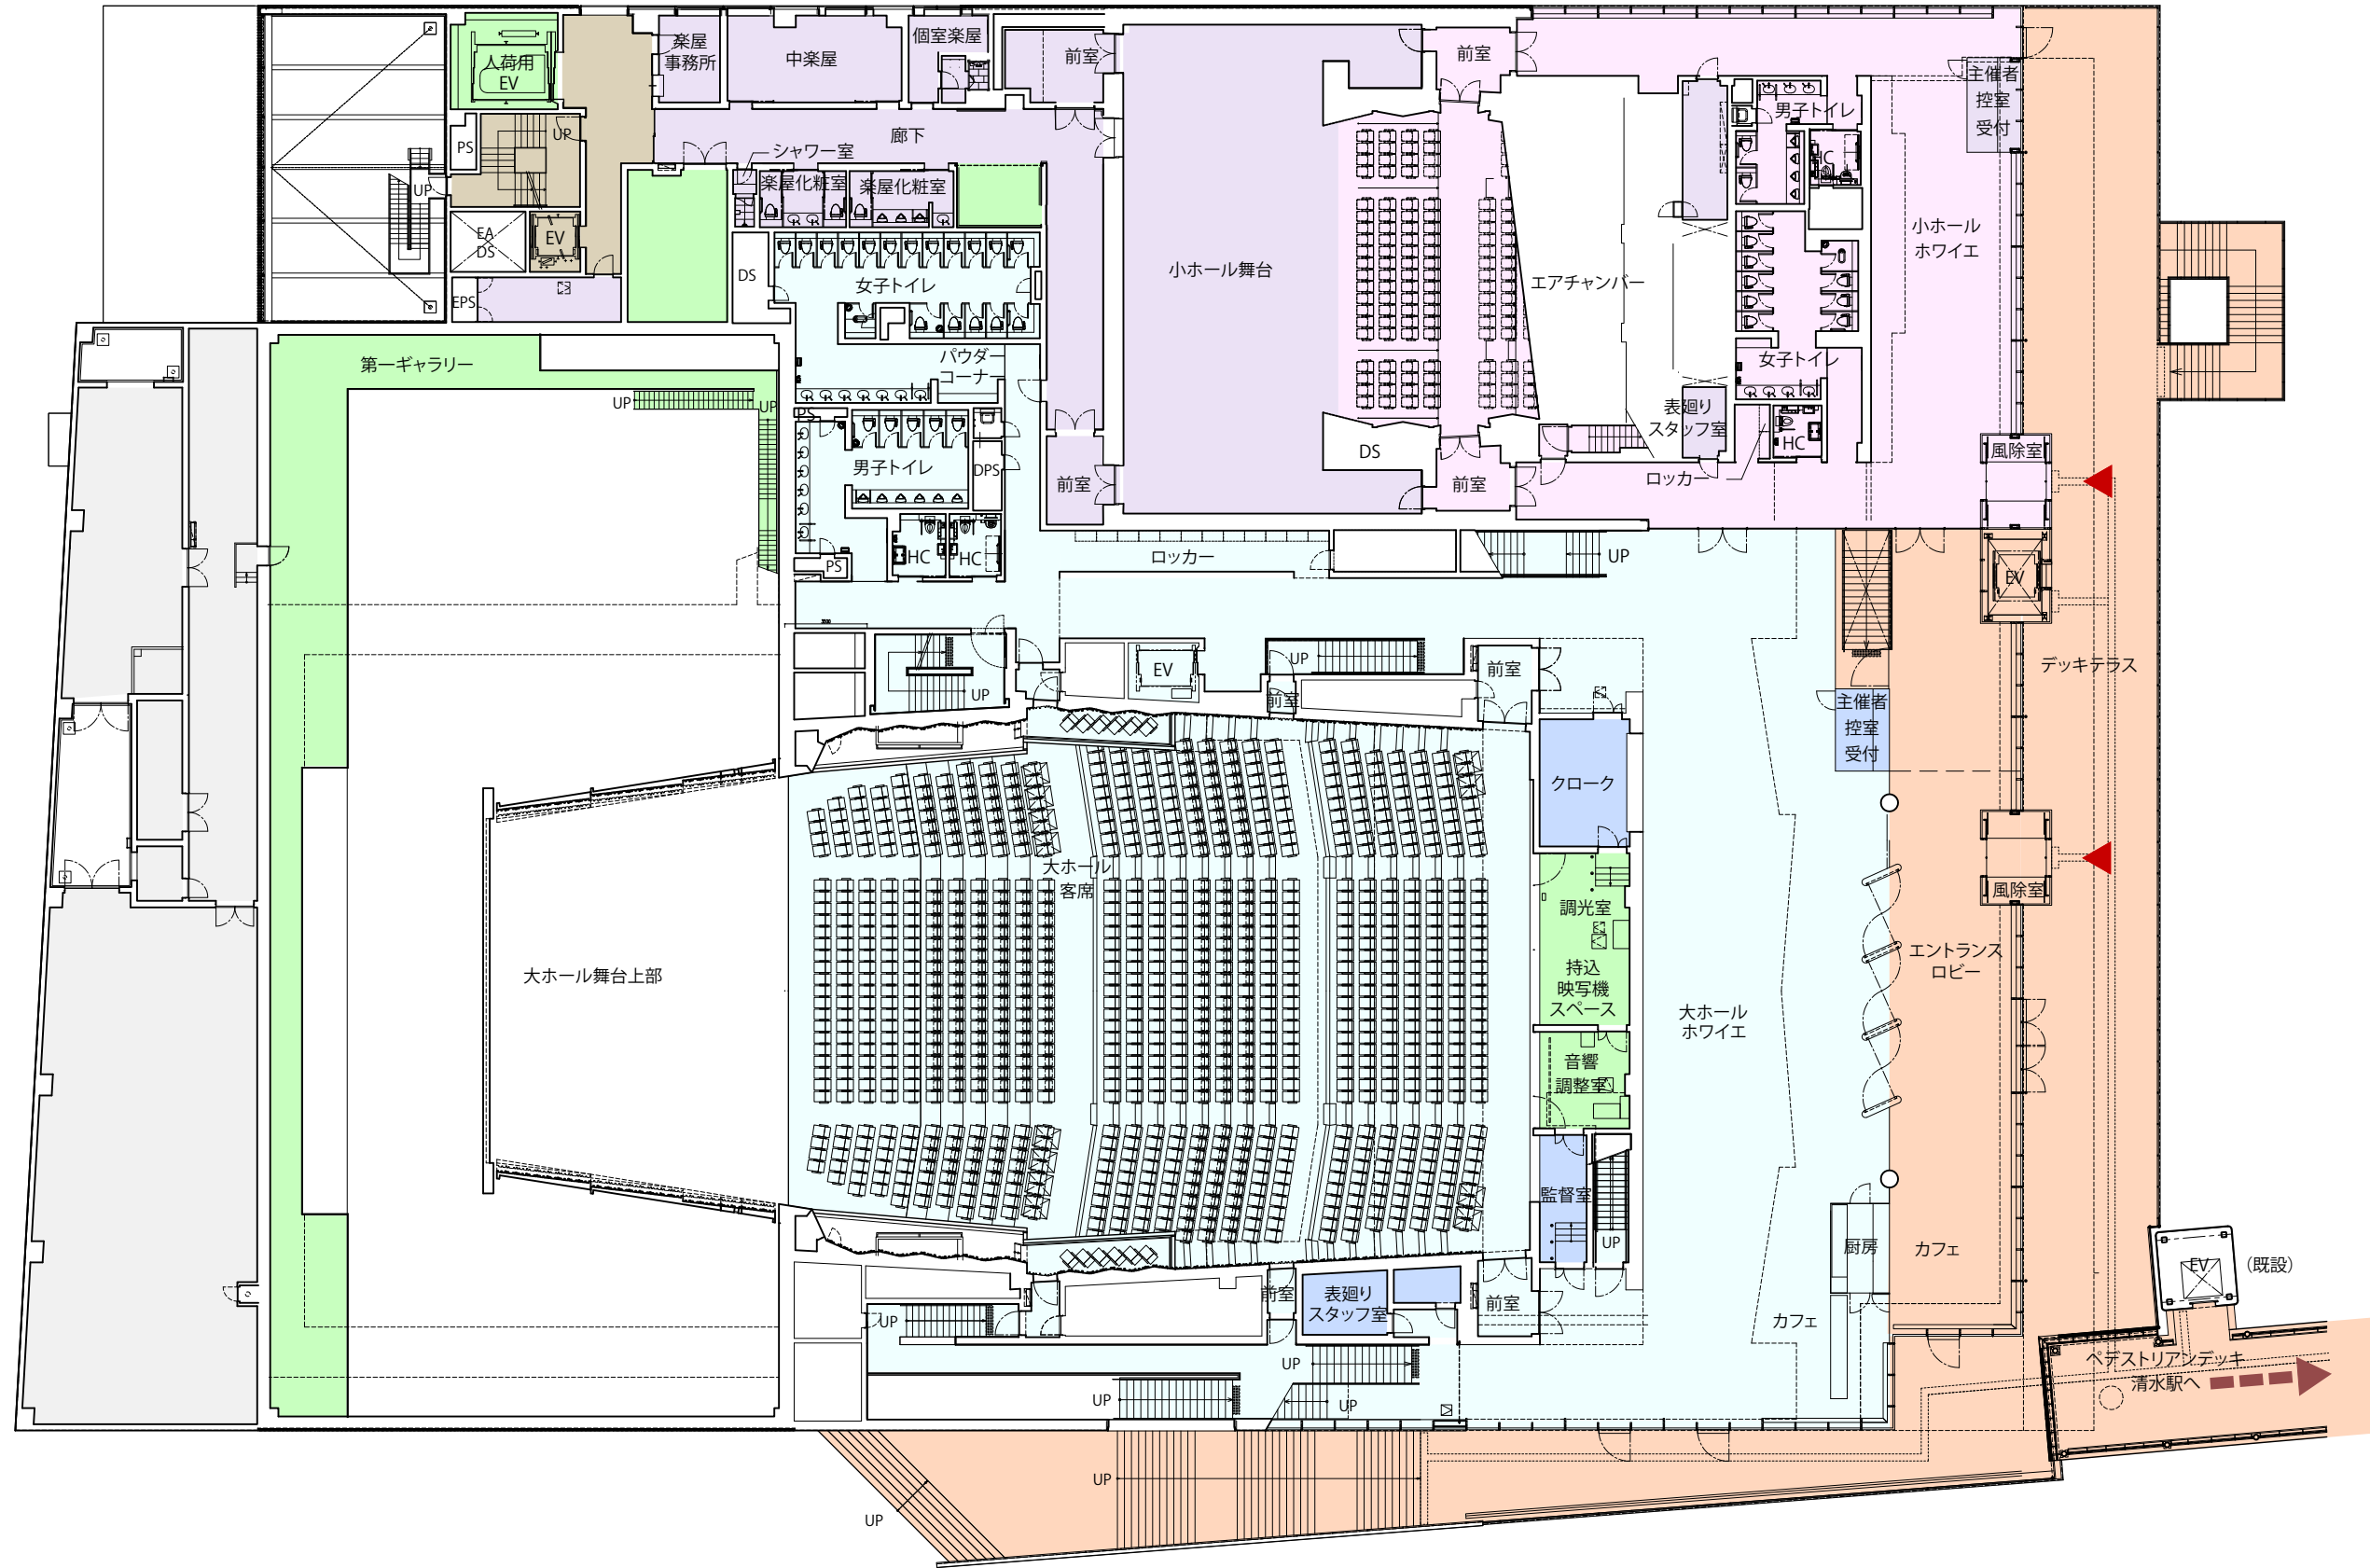 人荷用
EV
楽屋
事務所
中楽屋
個室楽屋
前室
前室
主催者
控室
受付
男子トイレ
UP
廊下
PS
シャワー室
HC
UP
楽屋化粧室
楽屋化粧室
EA
DS
EV
小ホール
ホワイエ
DS
女子トイレ
小ホール舞台
エアチャンバー
EPS
第一ギャラリー
パウダー
コーナー
女子トイレ
UP
UP
PS
表廻り
スタッフ室
HC
DS
風除室
男子トイレ
DPS
前室
前室
ロッカー
HC
HC
PS
ロッカー
UP
EV
UP
EV
UP
前室
前室
デッキテラス
主催者
控室
受付
クローク
大ホール
客席
風除室
調光室
エントランス
ロビー
大ホール舞台上部
持込
映写機
スペース
大ホール
ホワイエ
音響
調整室
監督室
UP
厨房
カフェ
EV
(既設)
前室
表廻り
スタッフ室
前室
UP
カフェ
UP
ペデストリアンデッキ
清水駅へ
UP
UP
UP
UP